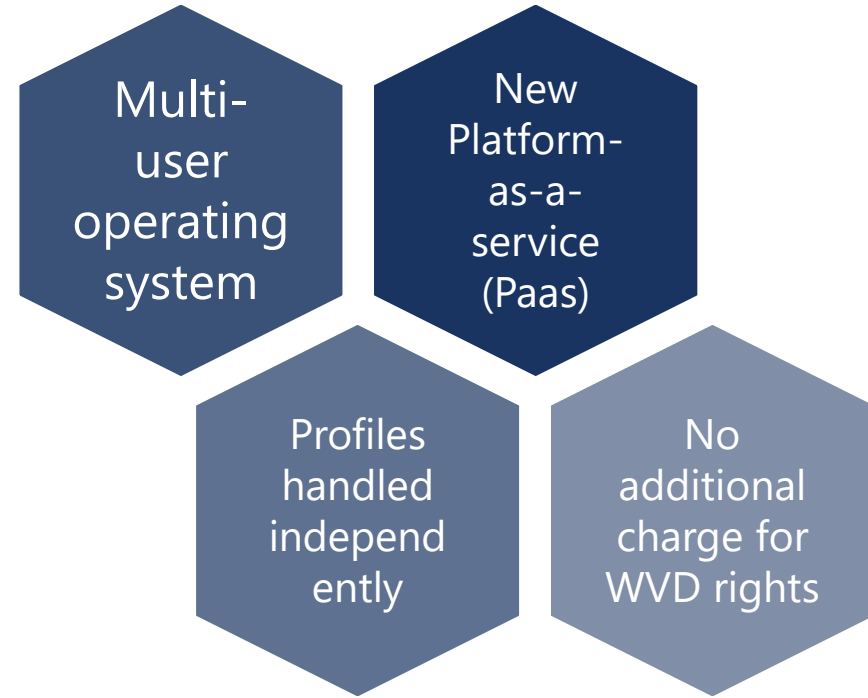 Multi-
user
operating
system
New
Platform-
as-a-
service
(Paas)
Profiles
handled
independ
ently
No
additional
charge for
WVD rights